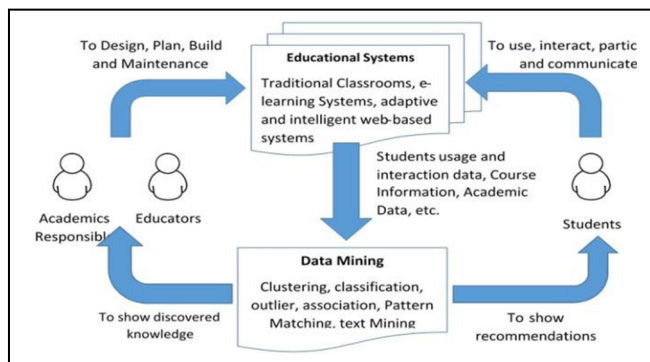 To Design, Plan, Build
and Maintenance
Educational Systems
Traditional Classrooms, e-
learning Systems, adaptive
and intelligent web-based
systems
To use, interact, partic
and communicate
Academics
Responsibl
Educators
Students usage and
interaction data, Course
Information, Academic
Data, etc.
Students
Data Mining
Clustering, classification,
outlier, association, Pattern
Matching, text Mining
To show discovered
knowledge
To show
recommendations